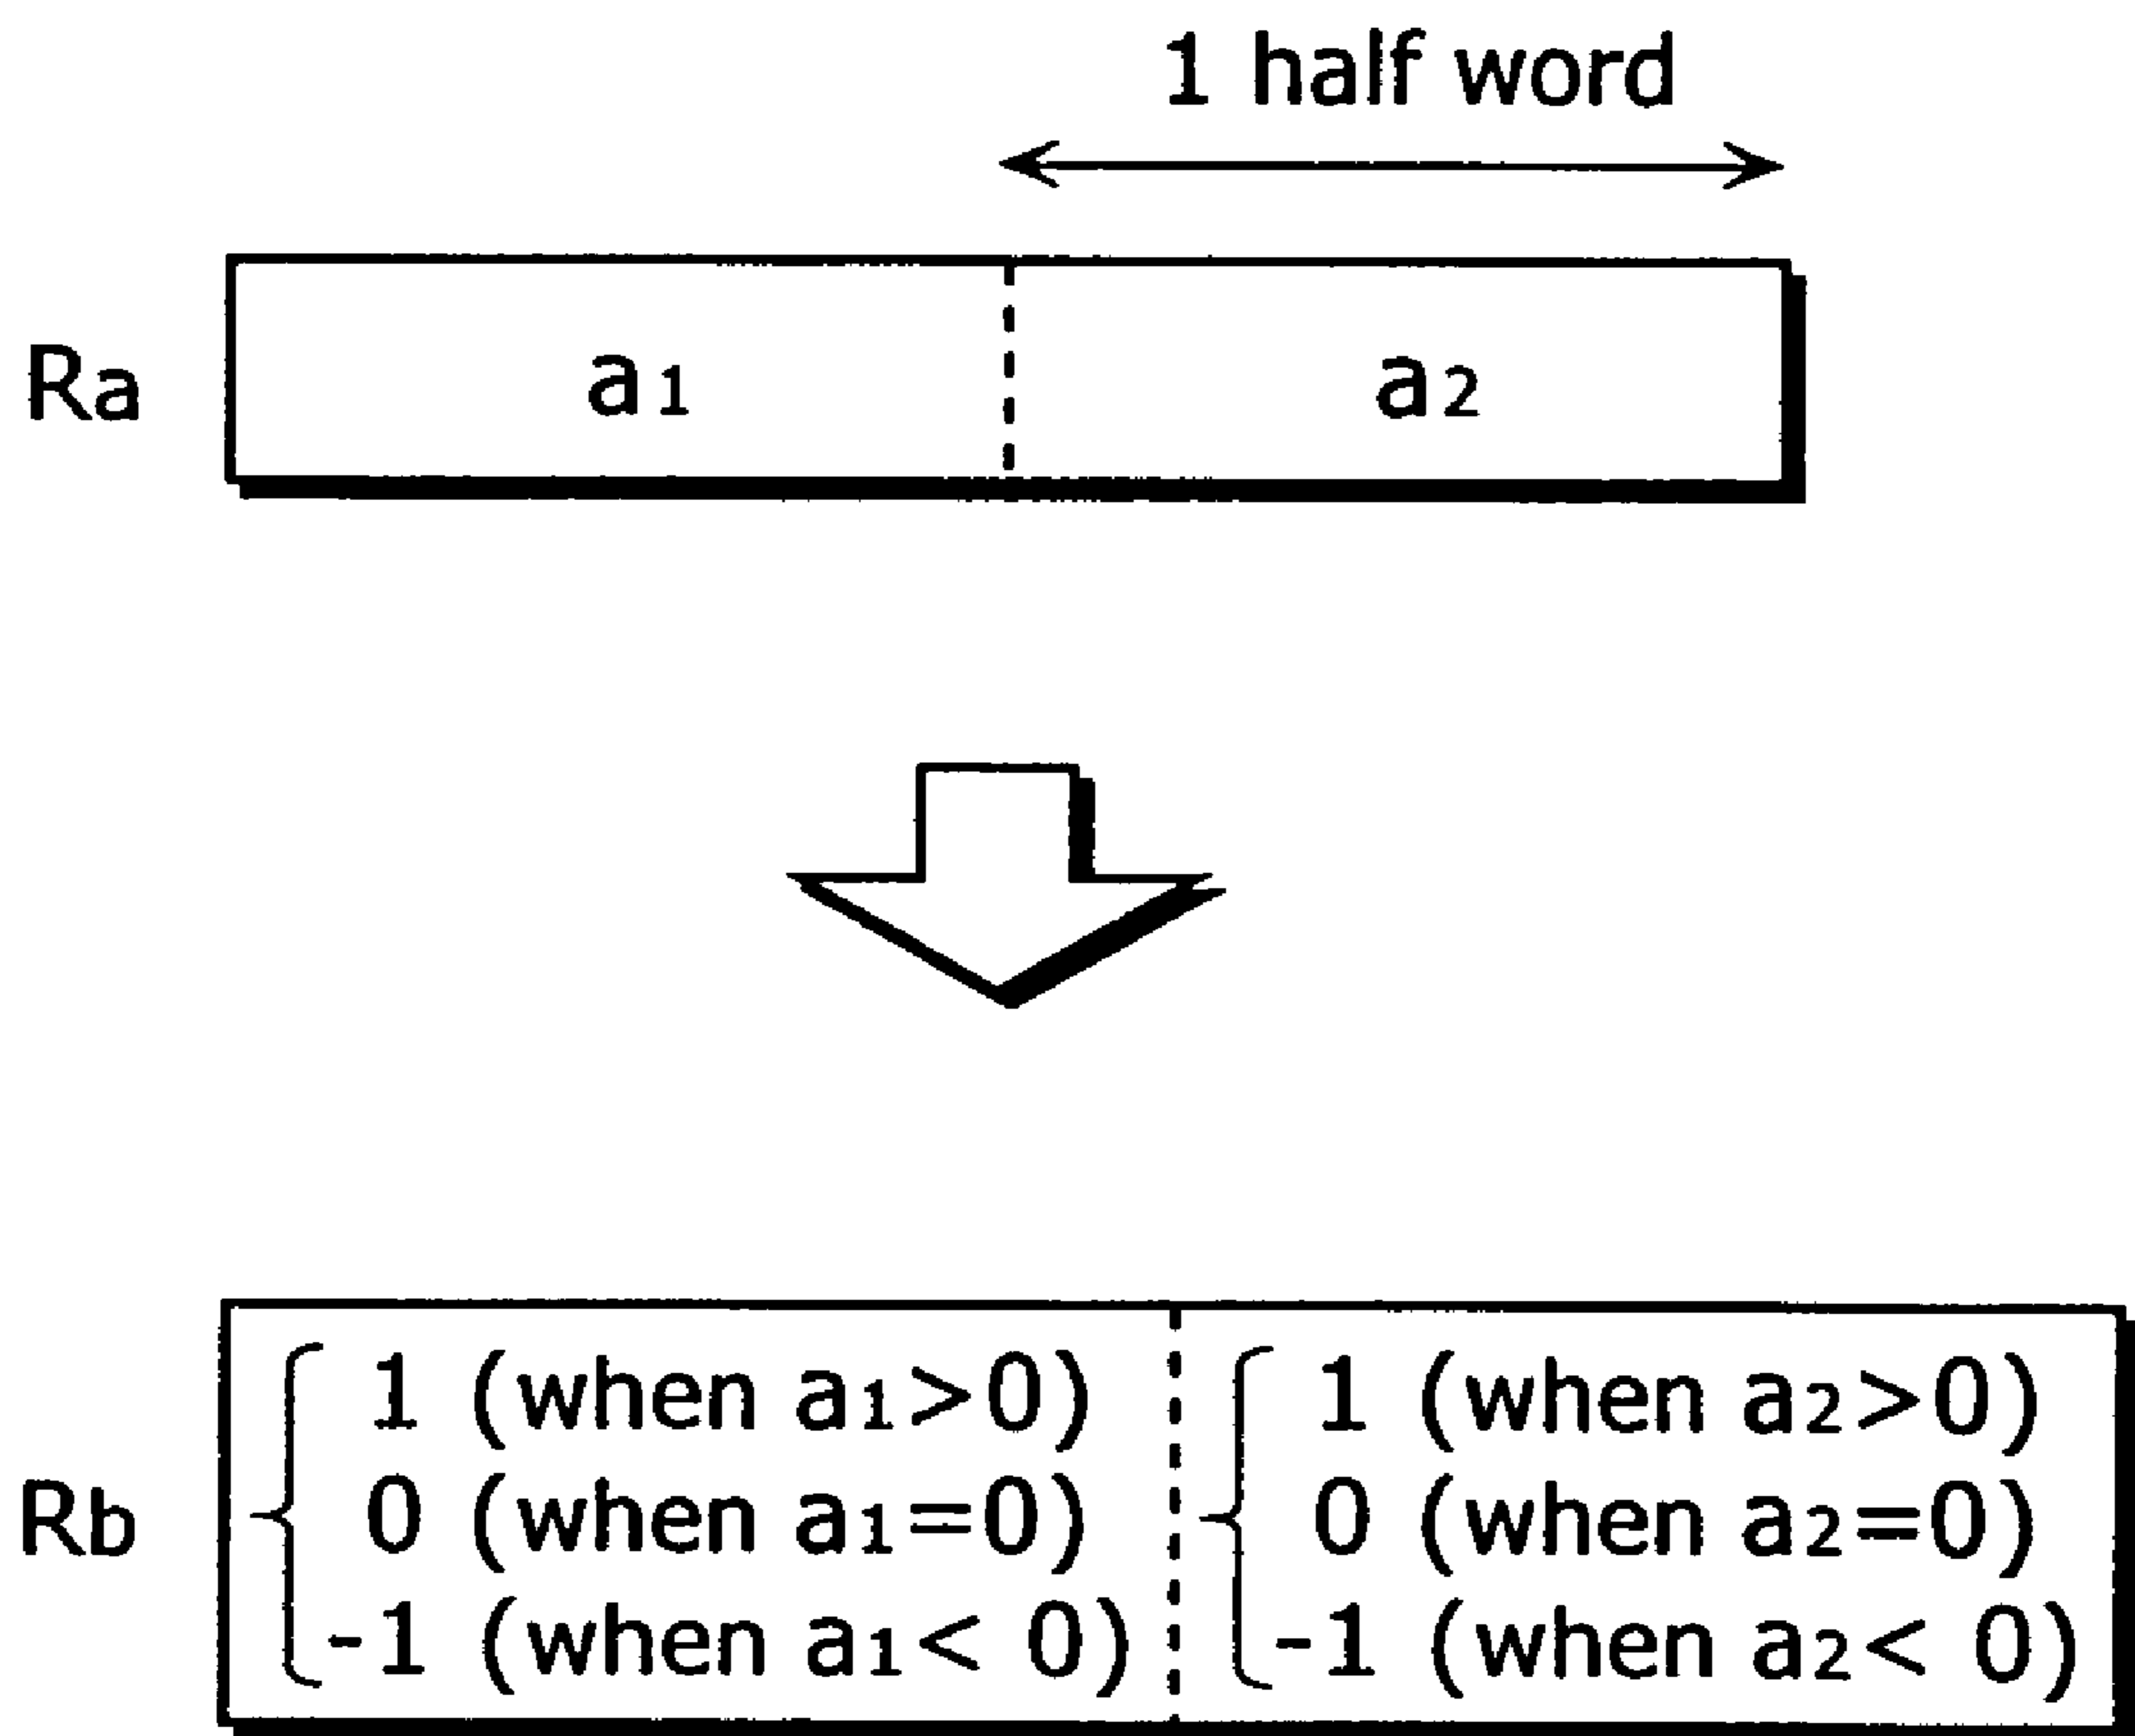 1 half word
Ra a1 a2
1 (when a1>0) 1 (when a2>0)
Rb 0 (when a1=0) 0 (when a2=0)
-1 (when a1< 0) -1 (when a2< 0)